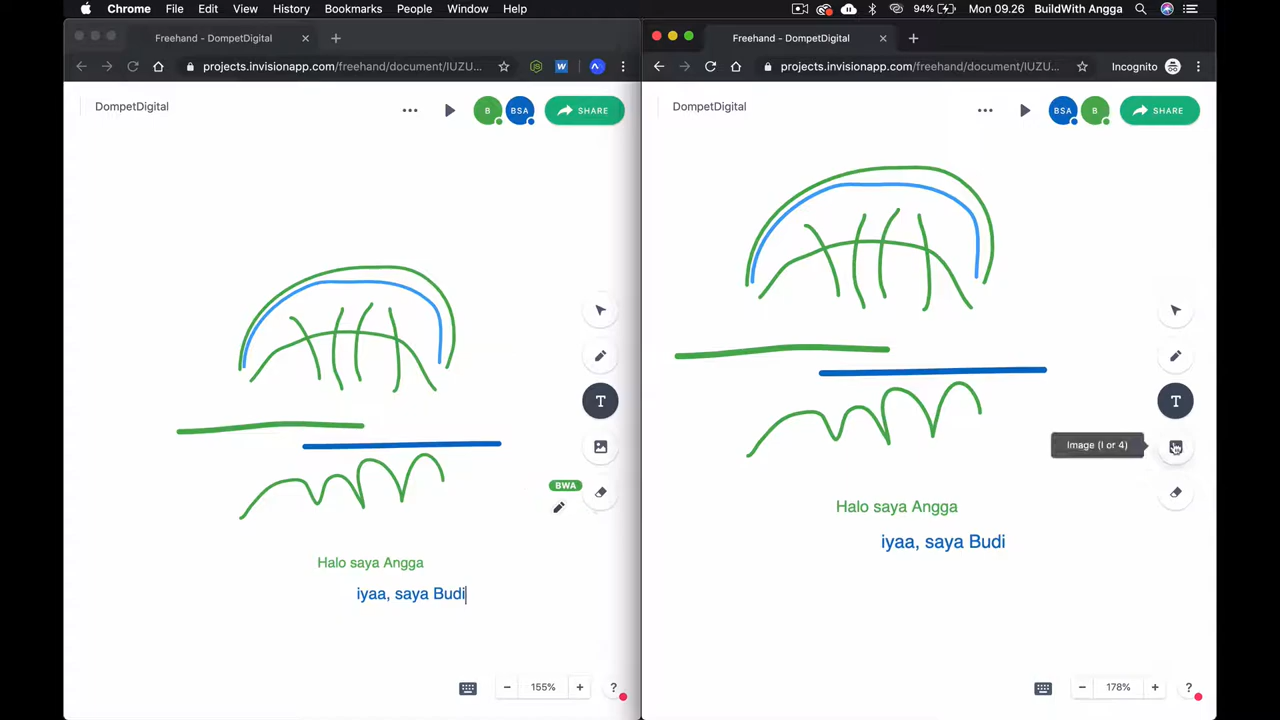 Chrome File Edit View History Bookmarks People Window Help 94% Mon 09.26 BuildWith Angga
Freehand - DompetDigital
projects.invisionapp.com/freehand/document/IUZU...
DompetDigital
B
BSA
SHARE
T
BWA
Halo saya Angga
iyaa, saya Budi
155%
?
Freehand - DompetDigital
projects.invisionapp.com/freehand/document/IUZU...
Incognito
DompetDigital
BSA
B
SHARE
T
Image (I or 4)
Halo saya Angga
iyaa, saya Budi
178%
?